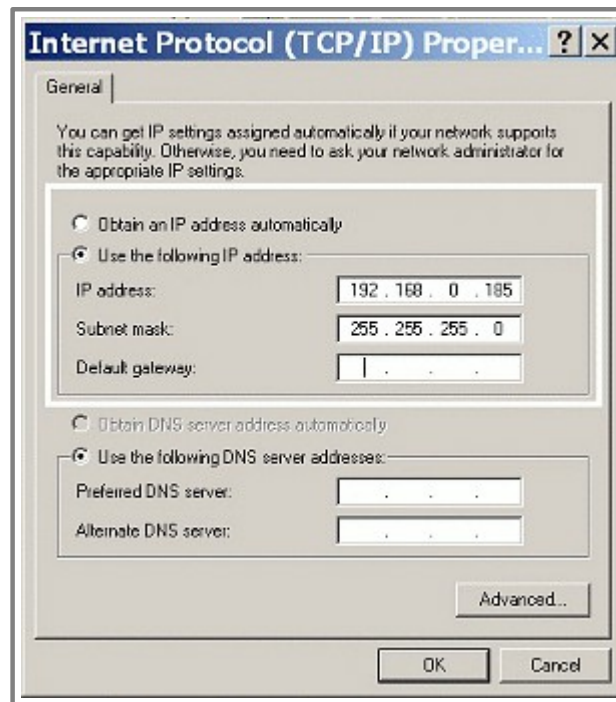 Internet Protocol (TCP/IP) Proper... ? X
General
You can get IP settings assigned automatically if your network supports
this capability. Otherwise, you need to ask your network administrator for
the appropriate IP settings.
Obtain an IP address automatically
Use the following IP address:
IP address: 192 . 168 . 0 . 185
Subnet mask: 255 . 255 . 255 . 0
Default gateway: . . .
Obtain DNS server address automatically
Use the following DNS server addresses:
Preferred DNS server: . . .
Alternate DNS server: . . .
Advanced...
OK Cancel